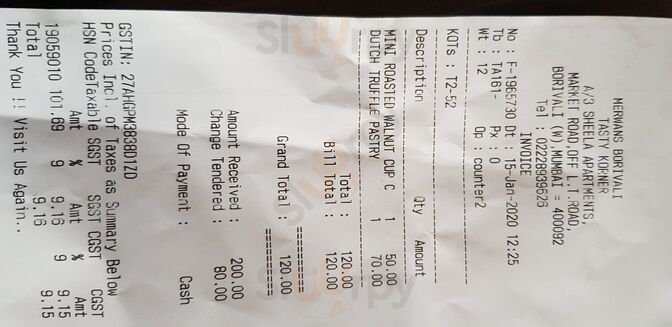 MERWANS BORIVALI
TASTY KORNER
A/3 SHEELA APARTMENTS,
MARKET ROAD,OFF L.T.ROAD,
BORIVALI (W),MUMBAI = 400092
Tel : 02228939626
INVOICE
No : F-1965730 Dt : 15-Jan-2020 12:25
Tb : TA161- Px : 0
Wt : 12 Op : counter2
KOTs : T2-52
Description Qty Amount
MINI ROASTED WALNUT CUP C 1 50.00
DUTCH TRUFFLE PASTRY 1 70.00
Total : 120.00
Bill Total : 120.00
Grand Total : 120.00
Amount Received : 200.00
Change Tendered : 80.00
Mode Of Payment : Cash
GSTIN: 27AHOPM3838D1ZD
Prices Incl. of Taxes as Summary Below
HSN CodeTaxable SGST SGST CGST CGST
Amt % Amt % Amt
19059010 101.69 9 9.16 9 9.15
Total 9.16 9.15
Thank You !! Visit Us Again..